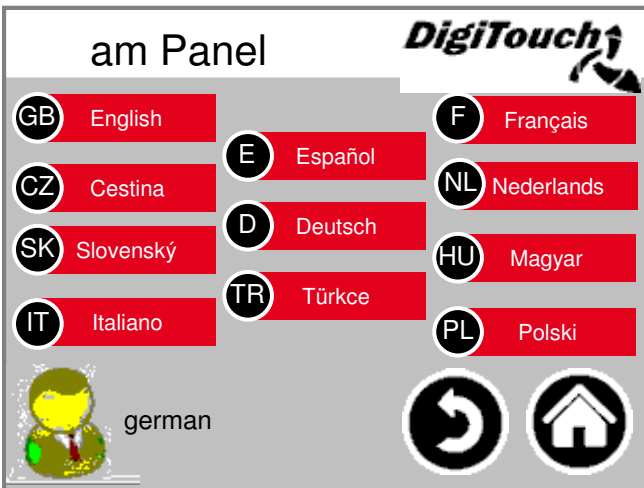 am Panel
DigiTouch
GB English
CZ Cestina
SK Slovenský
IT Italiano
E Español
D Deutsch
TR Türkce
F Français
NL Nederlands
HU Magyar
PL Polski
german